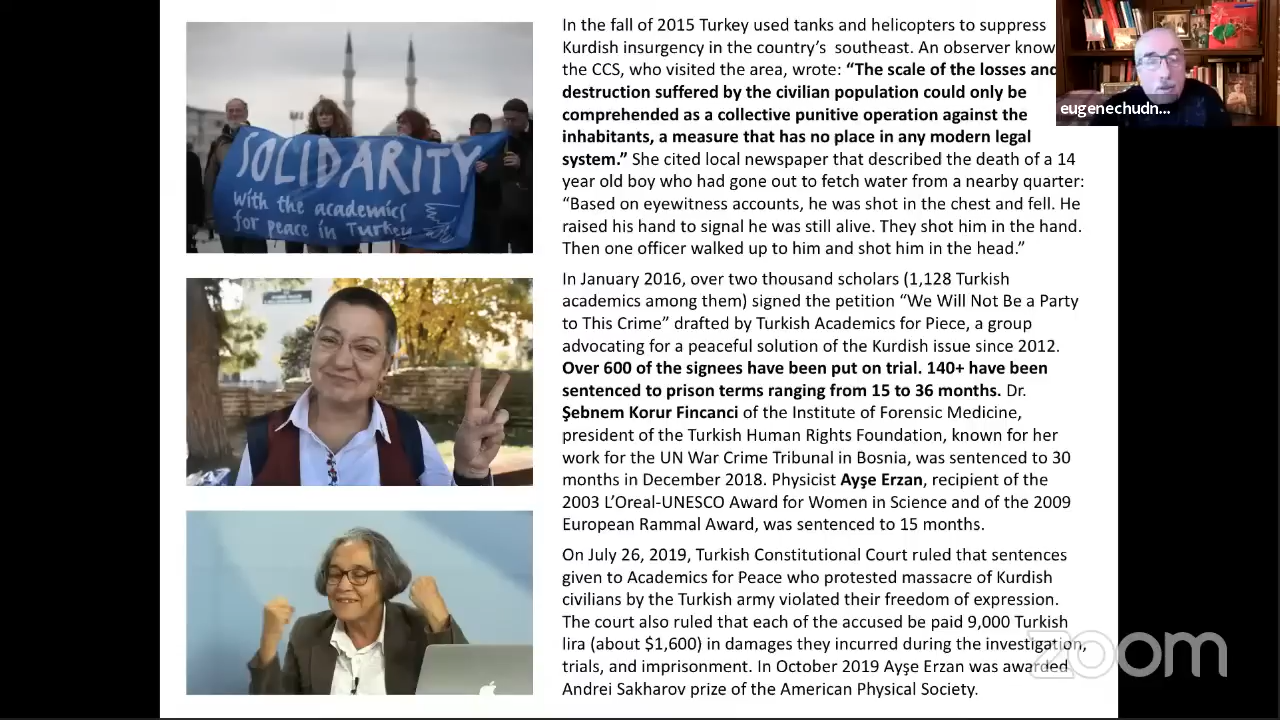 SOLIDARITY
with the academics
for peace in Turkey
In the fall of 2015 Turkey used tanks and helicopters to suppress
Kurdish insurgency in the country’s southeast. An observer know
the CCS, who visited the area, wrote: “The scale of the losses and
destruction suffered by the civilian population could only be
comprehended as a collective punitive operation against the
inhabitants, a measure that has no place in any modern legal
system.” She cited local newspaper that described the death of a 14
year old boy who had gone out to fetch water from a nearby quarter:
“Based on eyewitness accounts, he was shot in the chest and fell. He
raised his hand to signal he was still alive. They shot him in the hand.
Then one officer walked up to him and shot him in the head.”
In January 2016, over two thousand scholars (1,128 Turkish
academics among them) signed the petition “We Will Not Be a Party
to This Crime” drafted by Turkish Academics for Piece, a group
advocating for a peaceful solution of the Kurdish issue since 2012.
Over 600 of the signees have been put on trial. 140+ have been
sentenced to prison terms ranging from 15 to 36 months. Dr.
Şebnem Korur Fincanci of the Institute of Forensic Medicine,
president of the Turkish Human Rights Foundation, known for her
work for the UN War Crime Tribunal in Bosnia, was sentenced to 30
months in December 2018. Physicist Ayşe Erzan, recipient of the
2003 L’Oreal-UNESCO Award for Women in Science and of the 2009
European Rammal Award, was sentenced to 15 months.
On July 26, 2019, Turkish Constitutional Court ruled that sentences
given to Academics for Peace who protested massacre of Kurdish
civilians by the Turkish army violated their freedom of expression.
The court also ruled that each of the accused be paid 9,000 Turkish
lira (about $1,600) in damages they incurred during the investigation,
trials, and imprisonment. In October 2019 Ayşe Erzan was awarded
Andrei Sakharov prize of the American Physical Society.
eugenechudn...
zoom